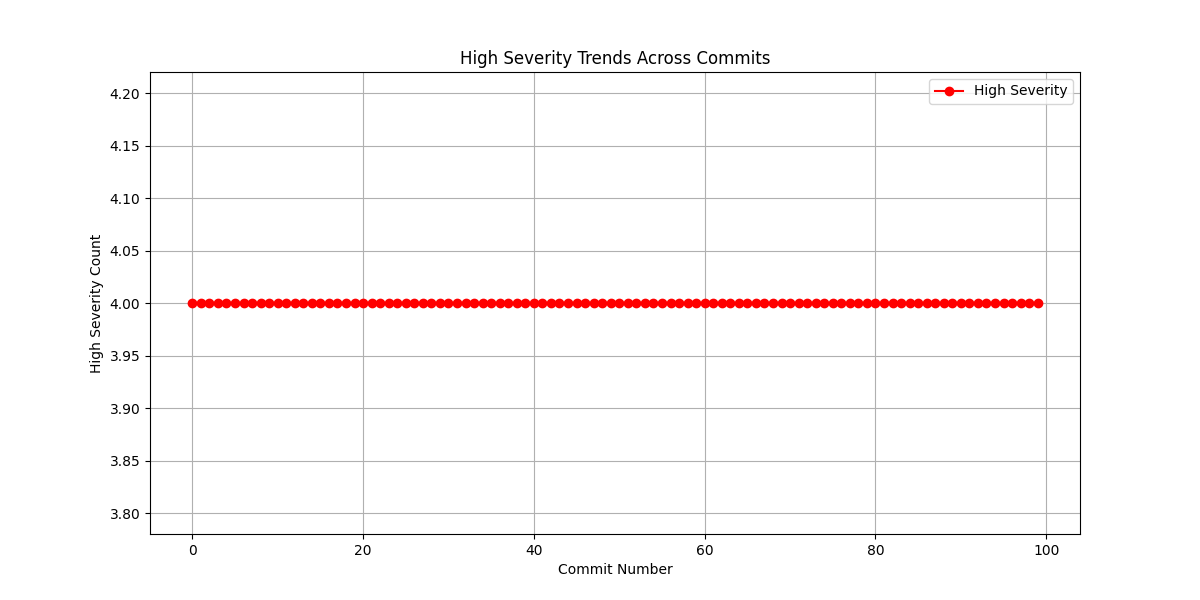 High Severity Trends Across Commits
High Severity
4.20
4.15
4.10
4.05
4.00
3.95
3.90
3.85
3.80
High Severity Count
0 20 40 60 80 100
Commit Number